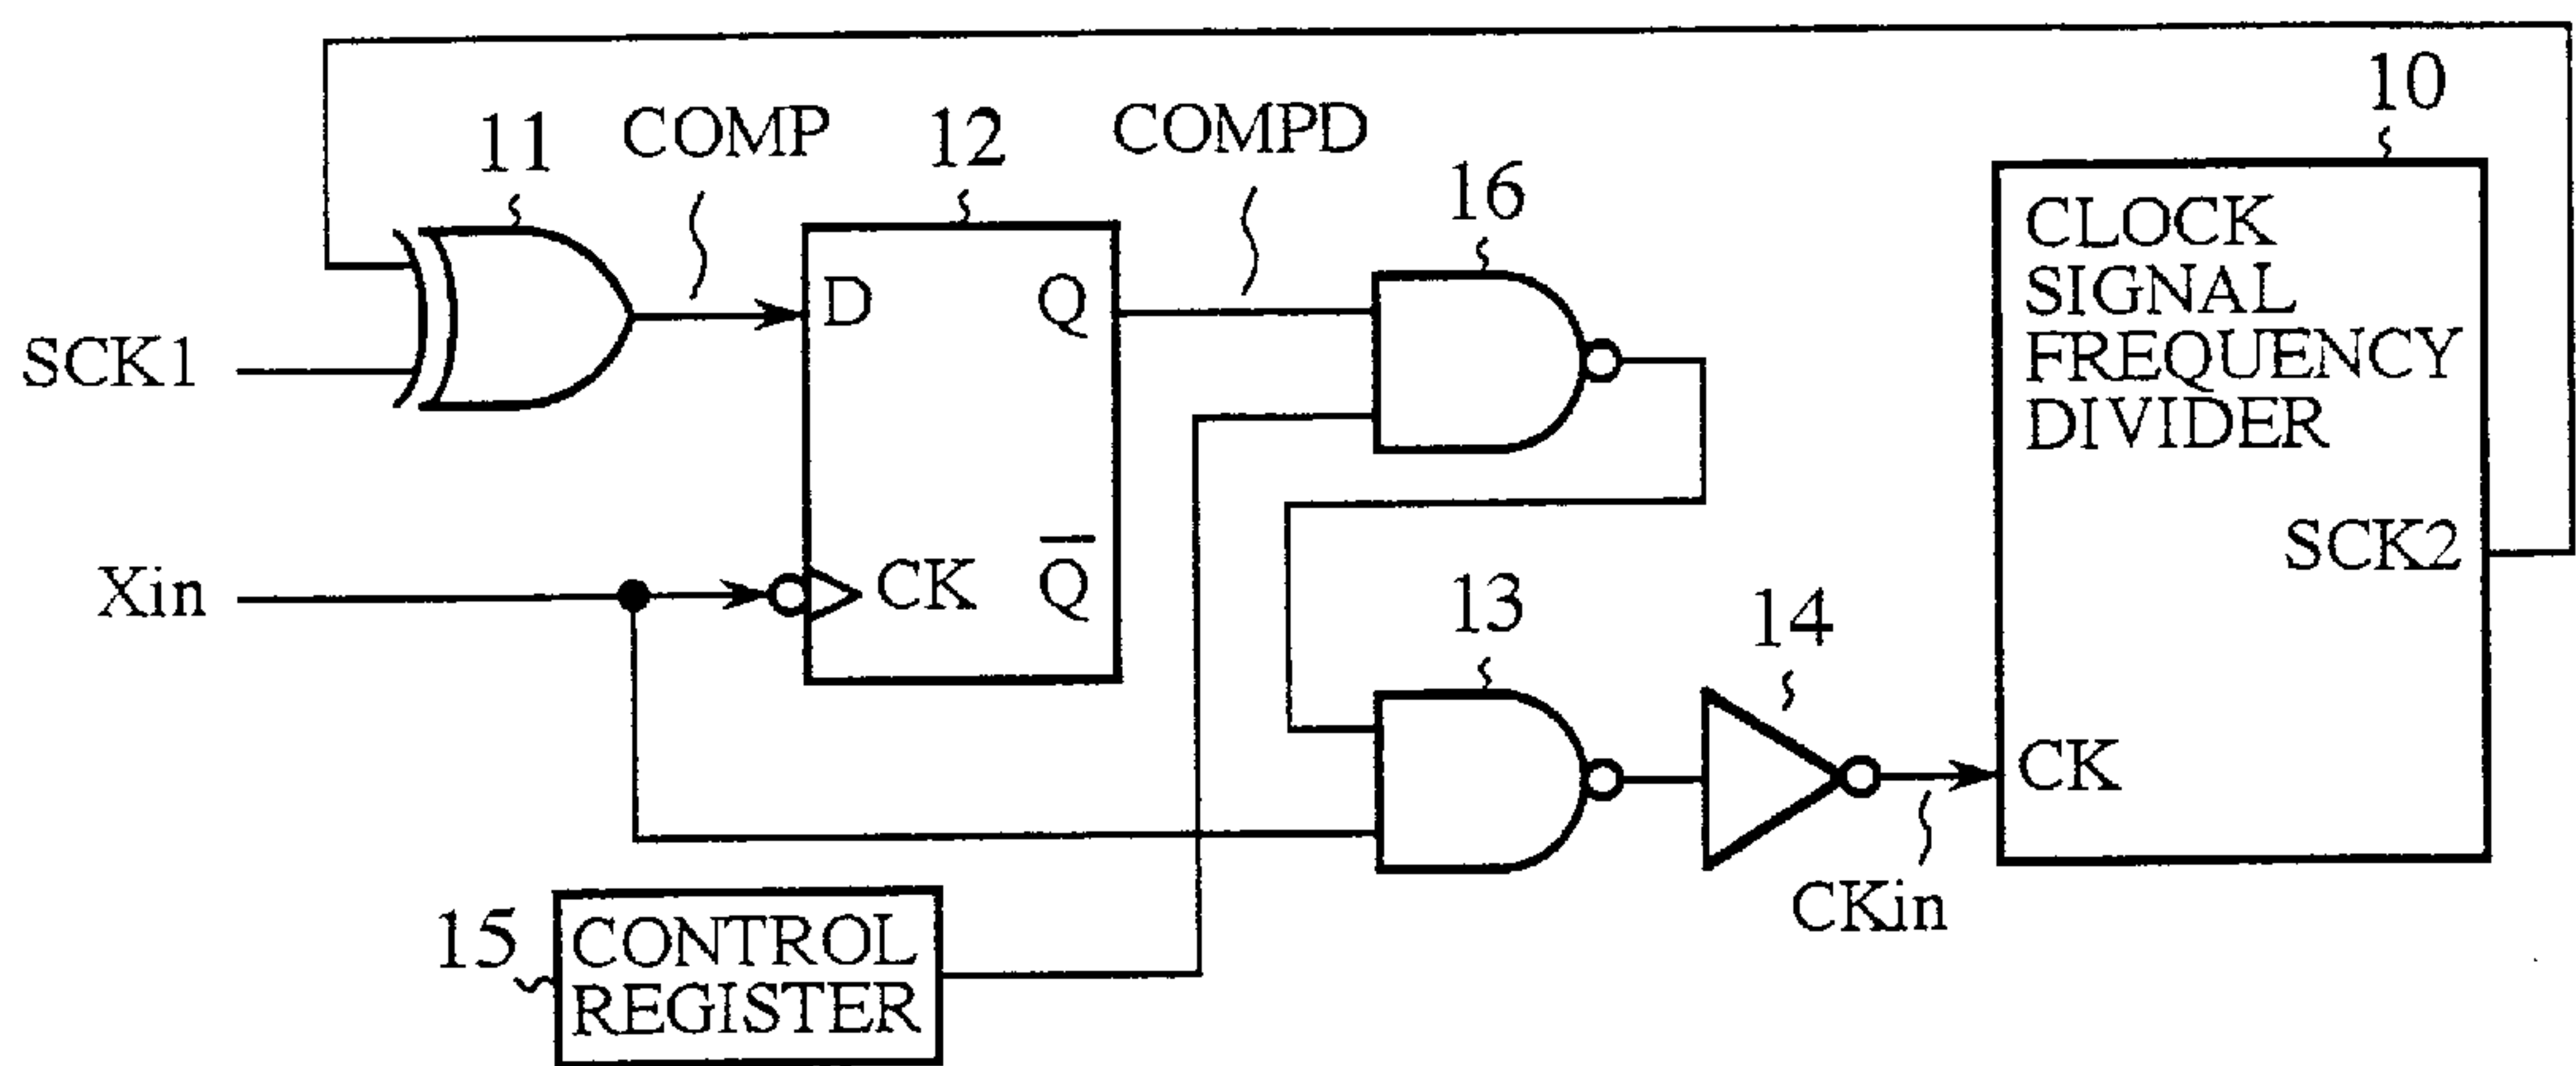 10
11
COMP
12
COMPD
16
CLOCK
SIGNAL
FREQUENCY
DIVIDER
D
Q
SCK1
SCK2
Xin
CK
Q̅
13
14
CK
CKin
15
CONTROL
REGISTER